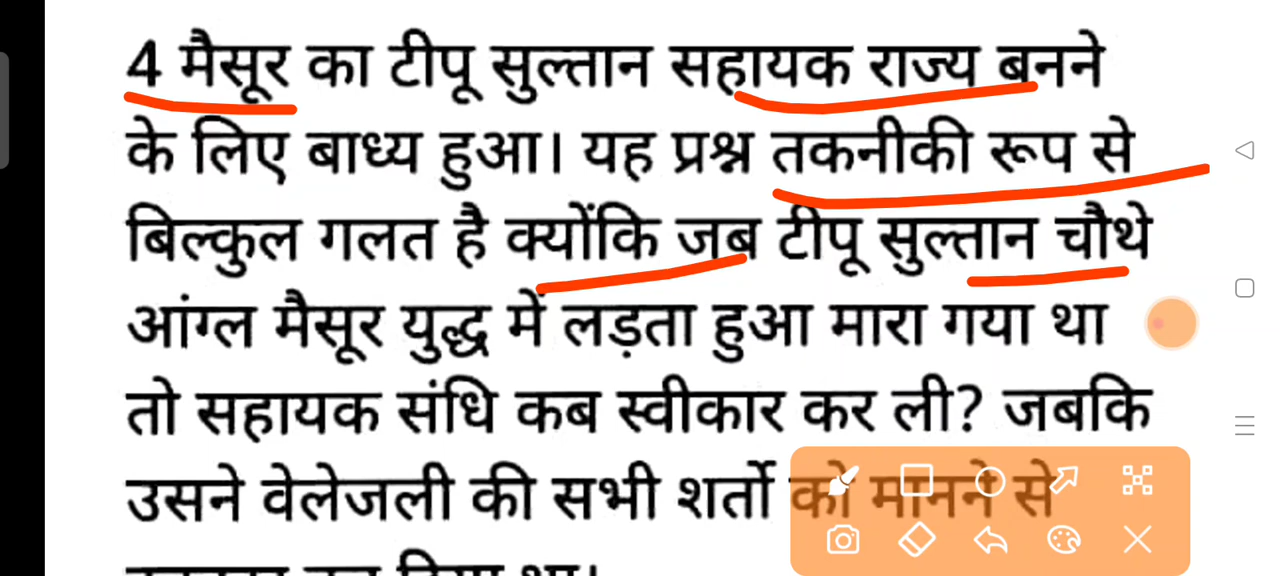 4 मैसूर का टीपू सुल्तान सहायक राज्य बनने
के लिए बाध्य हुआ। यह प्रश्न तकनीकी रूप से
बिल्कुल गलत है क्योंकि जब टीपू सुल्तान चौथे
आंग्ल मैसूर युद्ध में लड़ता हुआ मारा गया था
तो सहायक संधि कब स्वीकार कर ली? जबकि
उसने वेलेजली की सभी शर्तो को मानने से